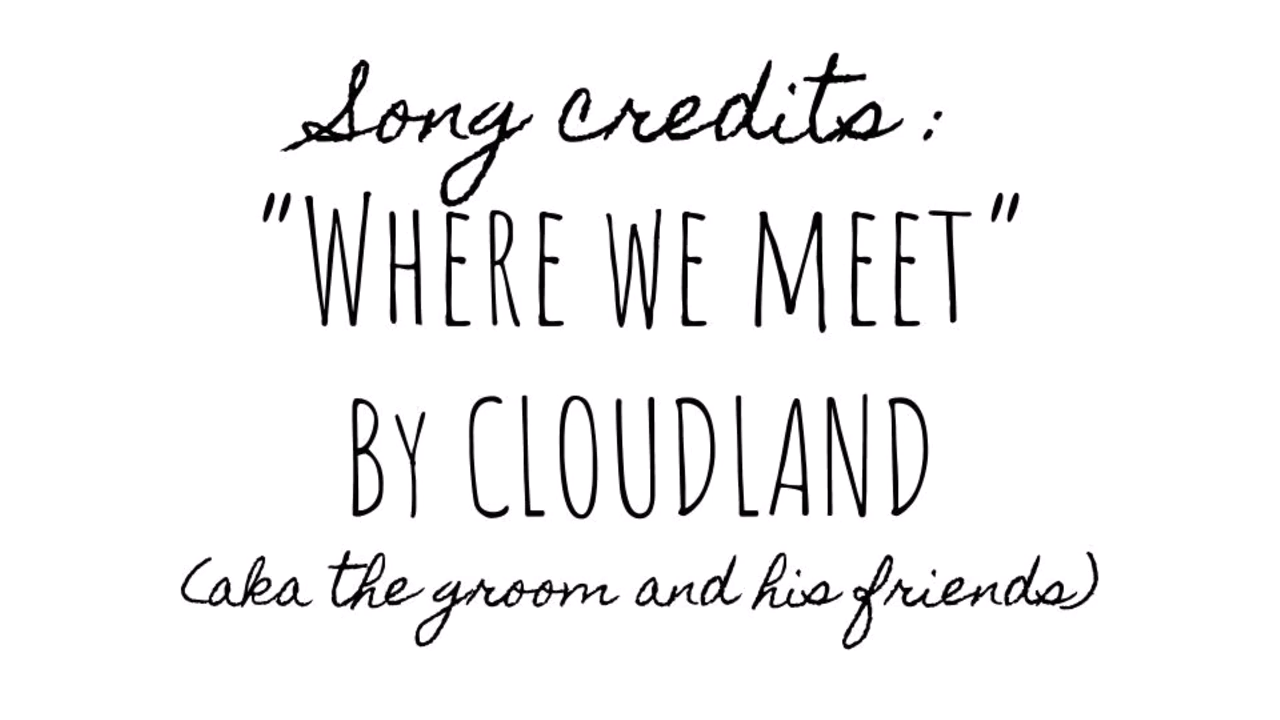 Song credits:
"WHERE WE MEET"
BY CLOUDLAND
(aka the groom and his friends)